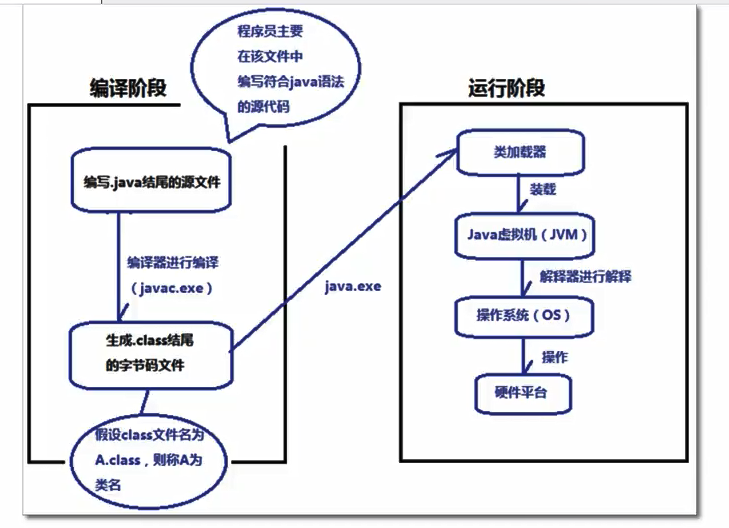 程序员主要
在该文件中
编写符合java语法
的源代码
编译阶段
编写.java结尾的源文件
编译器进行编译
（javac.exe）
生成.class结尾
的字节码文件
假设class文件名为
A.class，则称A为
类名
java.exe
运行阶段
类加载器
装载
Java虚拟机（JVM）
解释器进行解释
操作系统（OS）
操作
硬件平台